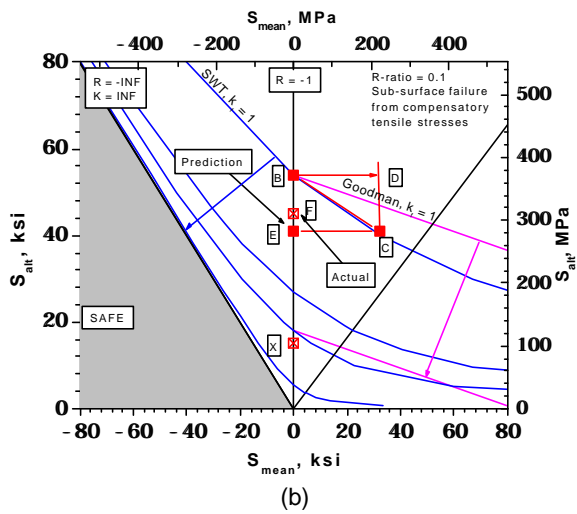 S_mean, MPa
-400 -200 0 200 400
80
60
40
20
0
S_alt, ksi
R = -INF
K = INF
SWT, k_t = 1
R = -1
R-ratio = 0.1
Sub-surface failure
from compensatory
tensile stresses
Prediction
B
D
Goodman, k_t = 1
F
E
C
Actual
SAFE
X
500
400
300
200
100
0
S_alt, MPa
-80 -60 -40 -20 0 20 40 60 80
S_mean, ksi
(b)